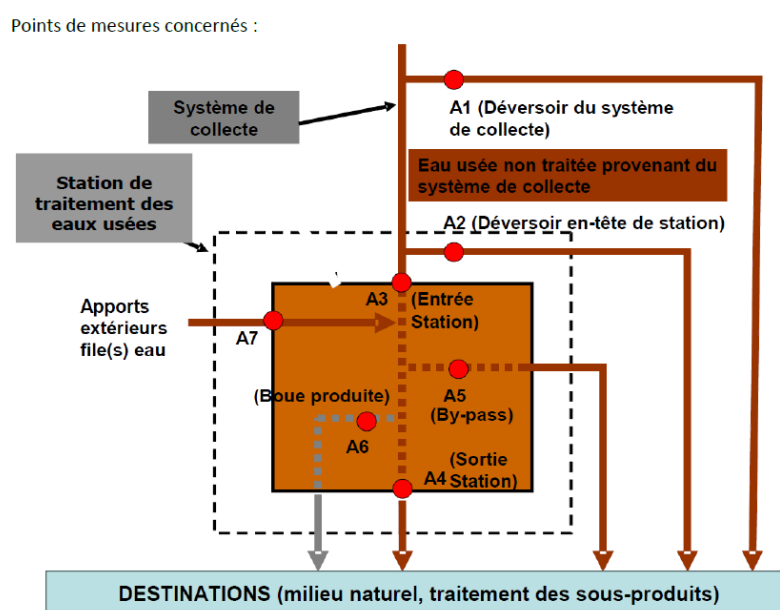 Points de mesures concernés :
Système de
collecte
A1 (Déversoir du système
de collecte)
Eau usée non traitée provenant du
système de collecte
Station de
traitement des
eaux usées
A2 (Déversoir en-tête de station)
A3
(Entrée
Station)
Apports
extérieurs
file(s) eau
A7
(Boue produite)
A5
(By-pass)
A6
(Sortie
A4 Station)
DESTINATIONS (milieu naturel, traitement des sous-produits)